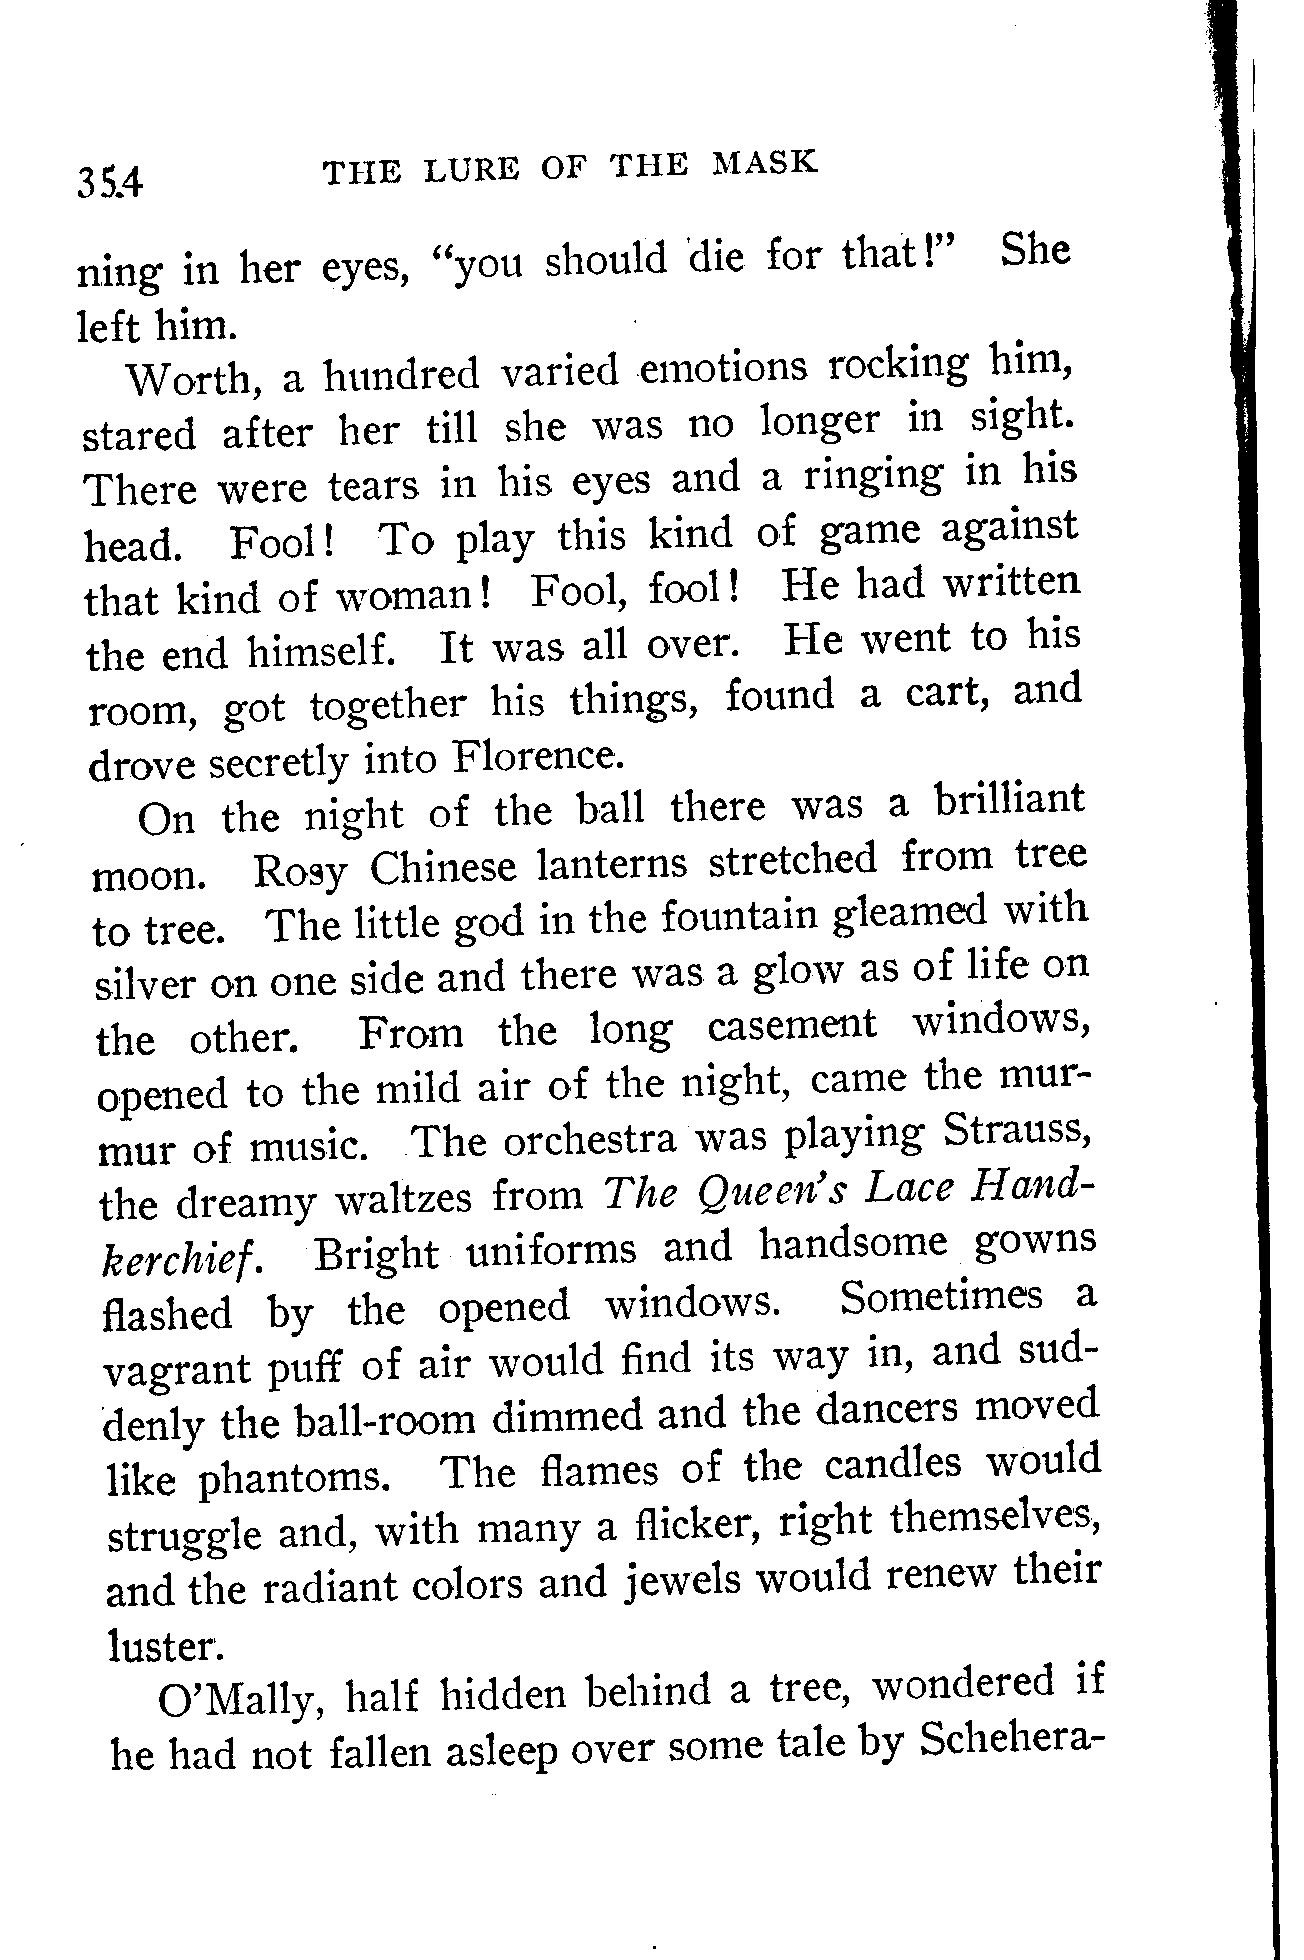 354 THE LURE OF THE MASK
ning in her eyes, “you should die for that!” She
left him.
Worth, a hundred varied emotions rocking him,
stared after her till she was no longer in sight.
There were tears in his eyes and a ringing in his
head. Fool! To play this kind of game against
that kind of woman! Fool, fool! He had written
the end himself. It was all over. He went to his
room, got together his things, found a cart, and
drove secretly into Florence.
On the night of the ball there was a brilliant
moon. Rosy Chinese lanterns stretched from tree
to tree. The little god in the fountain gleamed with
silver on one side and there was a glow as of life on
the other. From the long casement windows,
opened to the mild air of the night, came the mur-
mur of music. The orchestra was playing Strauss,
the dreamy waltzes from The Queen’s Lace Hand-
kerchief. Bright uniforms and handsome gowns
flashed by the opened windows. Sometimes a
vagrant puff of air would find its way in, and sud-
denly the ball-room dimmed and the dancers moved
like phantoms. The flames of the candles would
struggle and, with many a flicker, right themselves,
and the radiant colors and jewels would renew their
luster.
O’Mally, half hidden behind a tree, wondered if
he had not fallen asleep over some tale by Schehera-